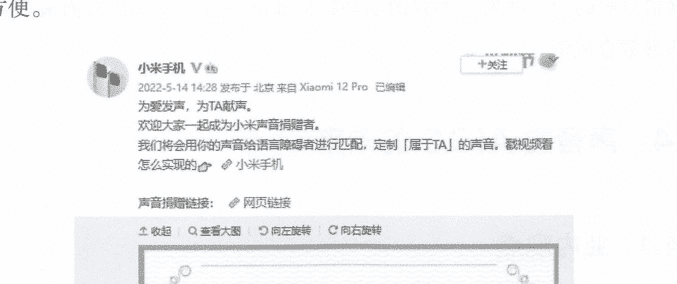 方便。
小米手机
+关注
2022-5-14 14:28 发布于 北京 来自 Xiaomi 12 Pro 已编辑
为爱发声，为TA献声。
欢迎大家一起成为小米声音捐赠者。
我们将会用你的声音给语言障碍者进行匹配，定制「属于TA」的声音。戳视频看
怎么实现的👉 小米手机
声音捐赠链接： 网页链接
收起 查看大图 向左旋转 向右旋转